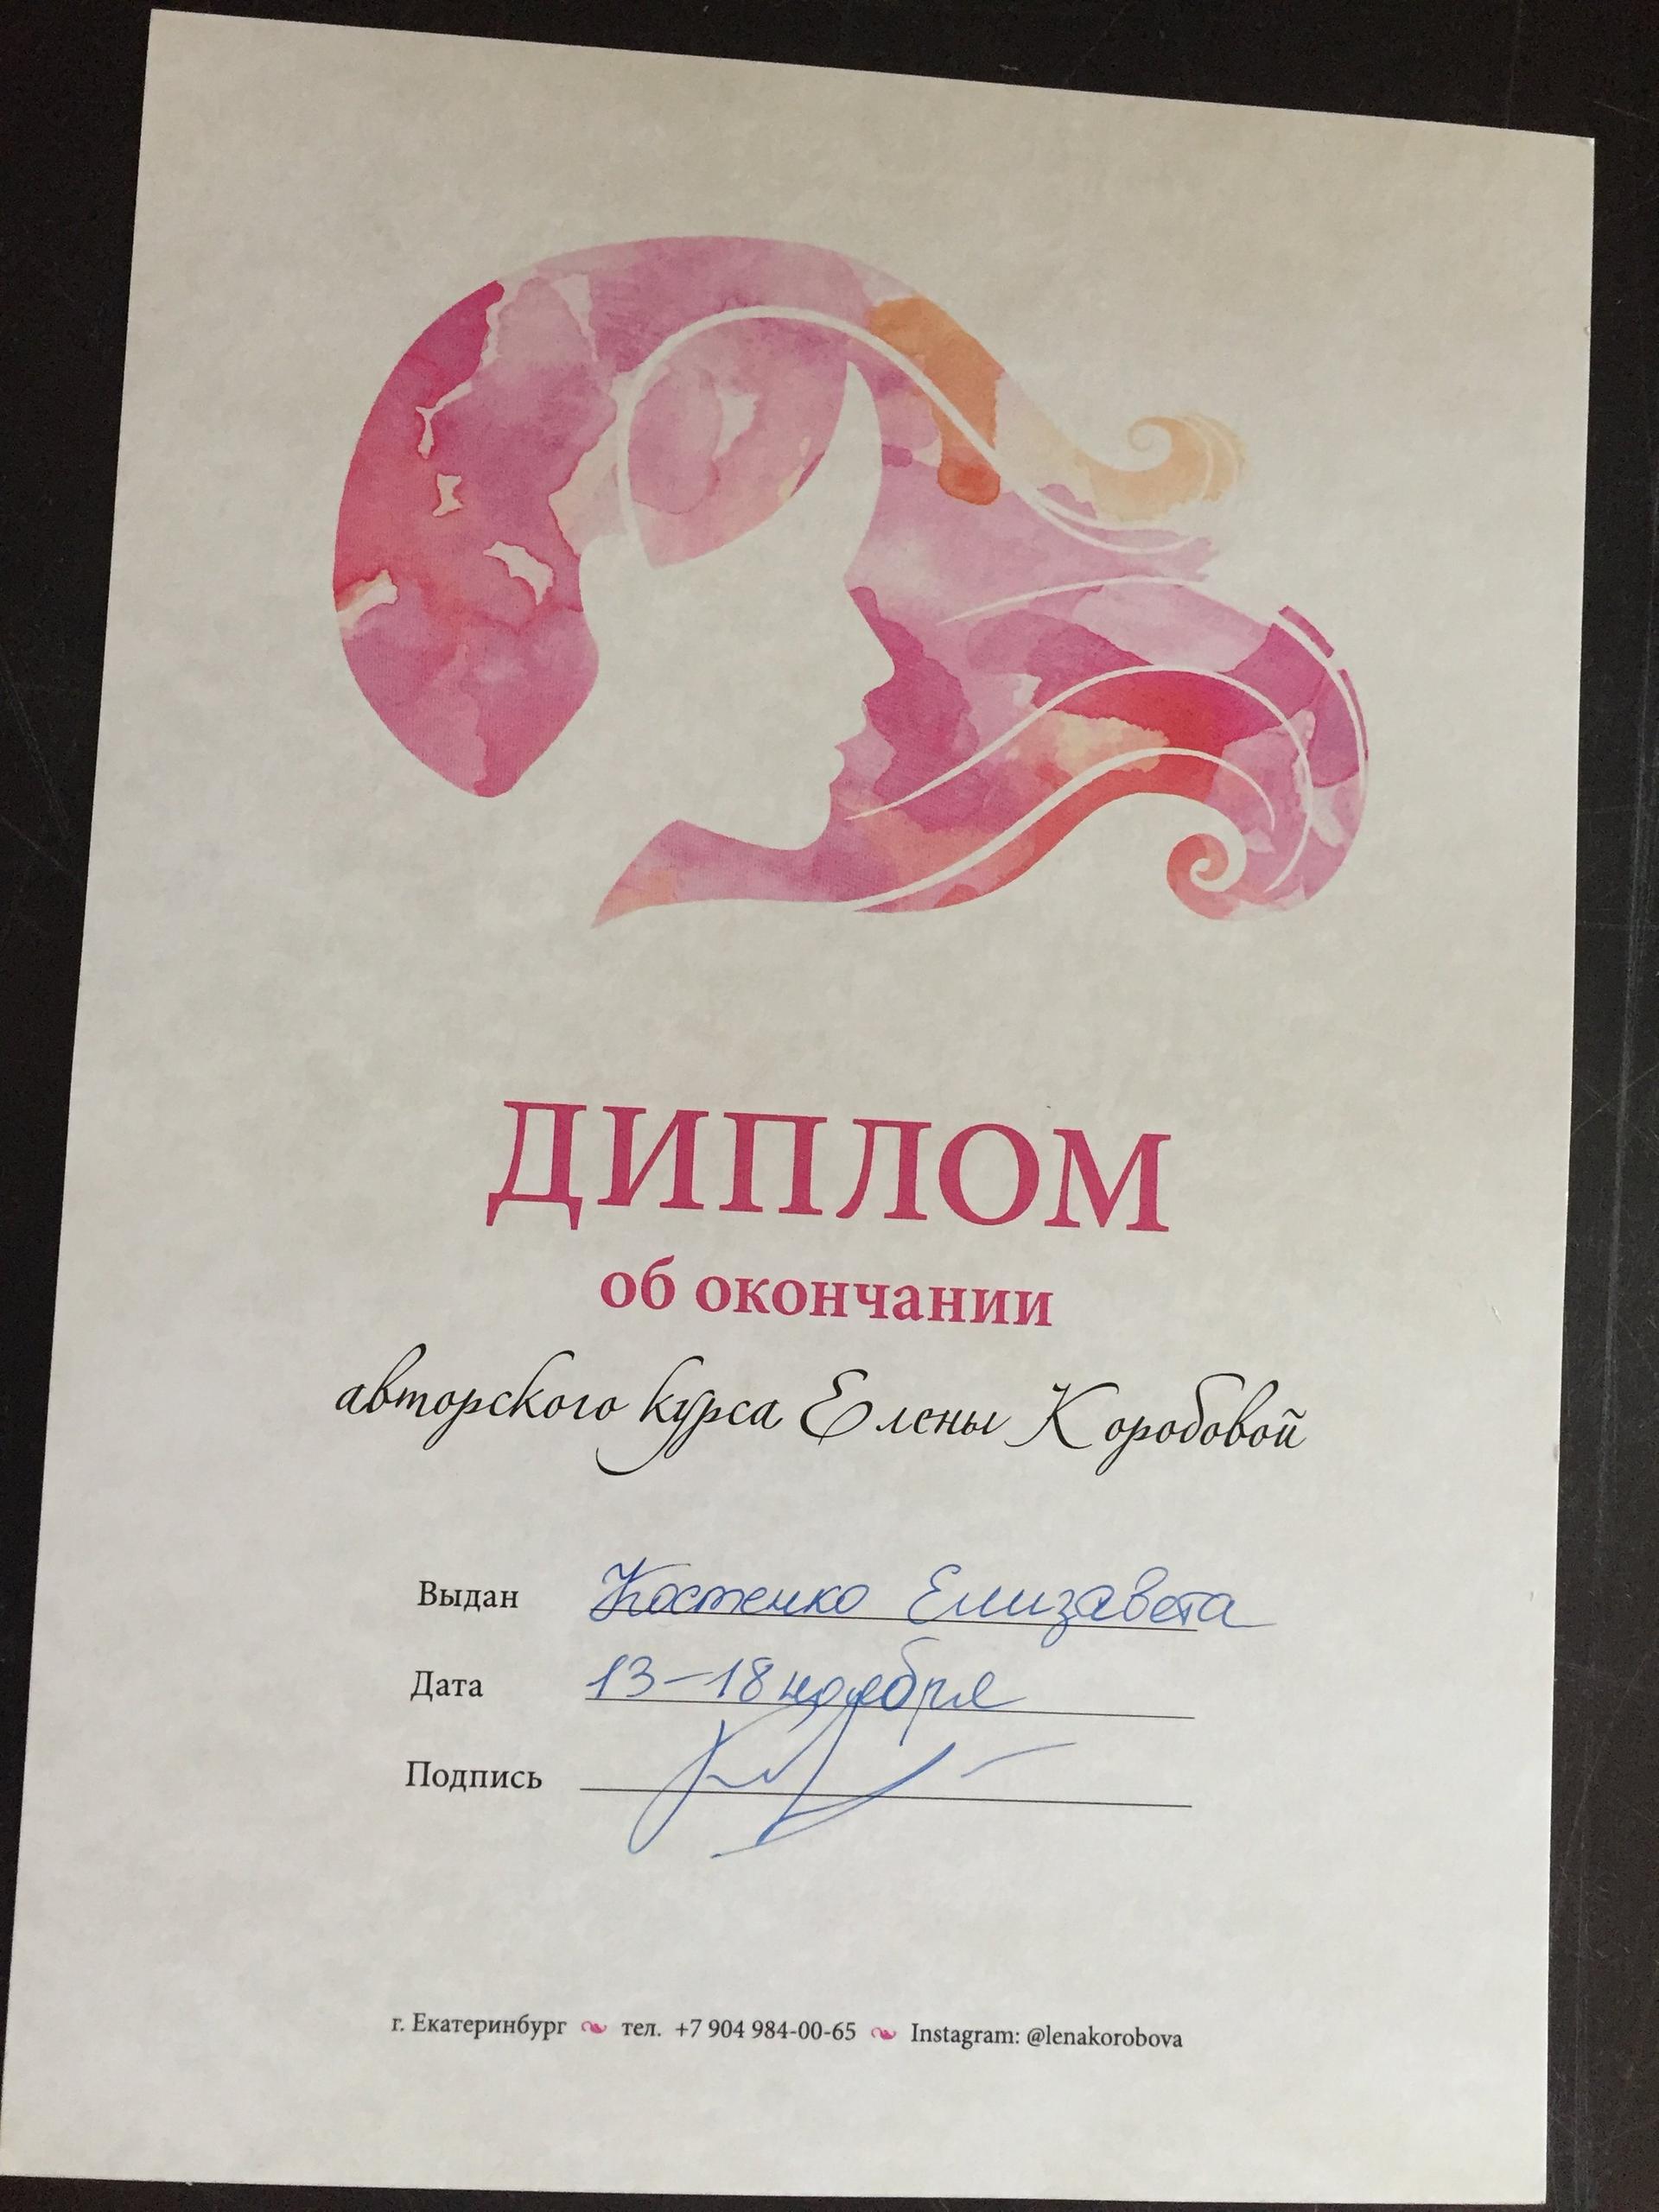 ДИПЛОМ
об окончании
авторского курса Елены Коробовой
Выдан Костенко Елизавета
Дата 13-18 ноября
Подпись
г. Екатеринбург тел. +7 904 984-00-65 Instagram: @lenakorobova